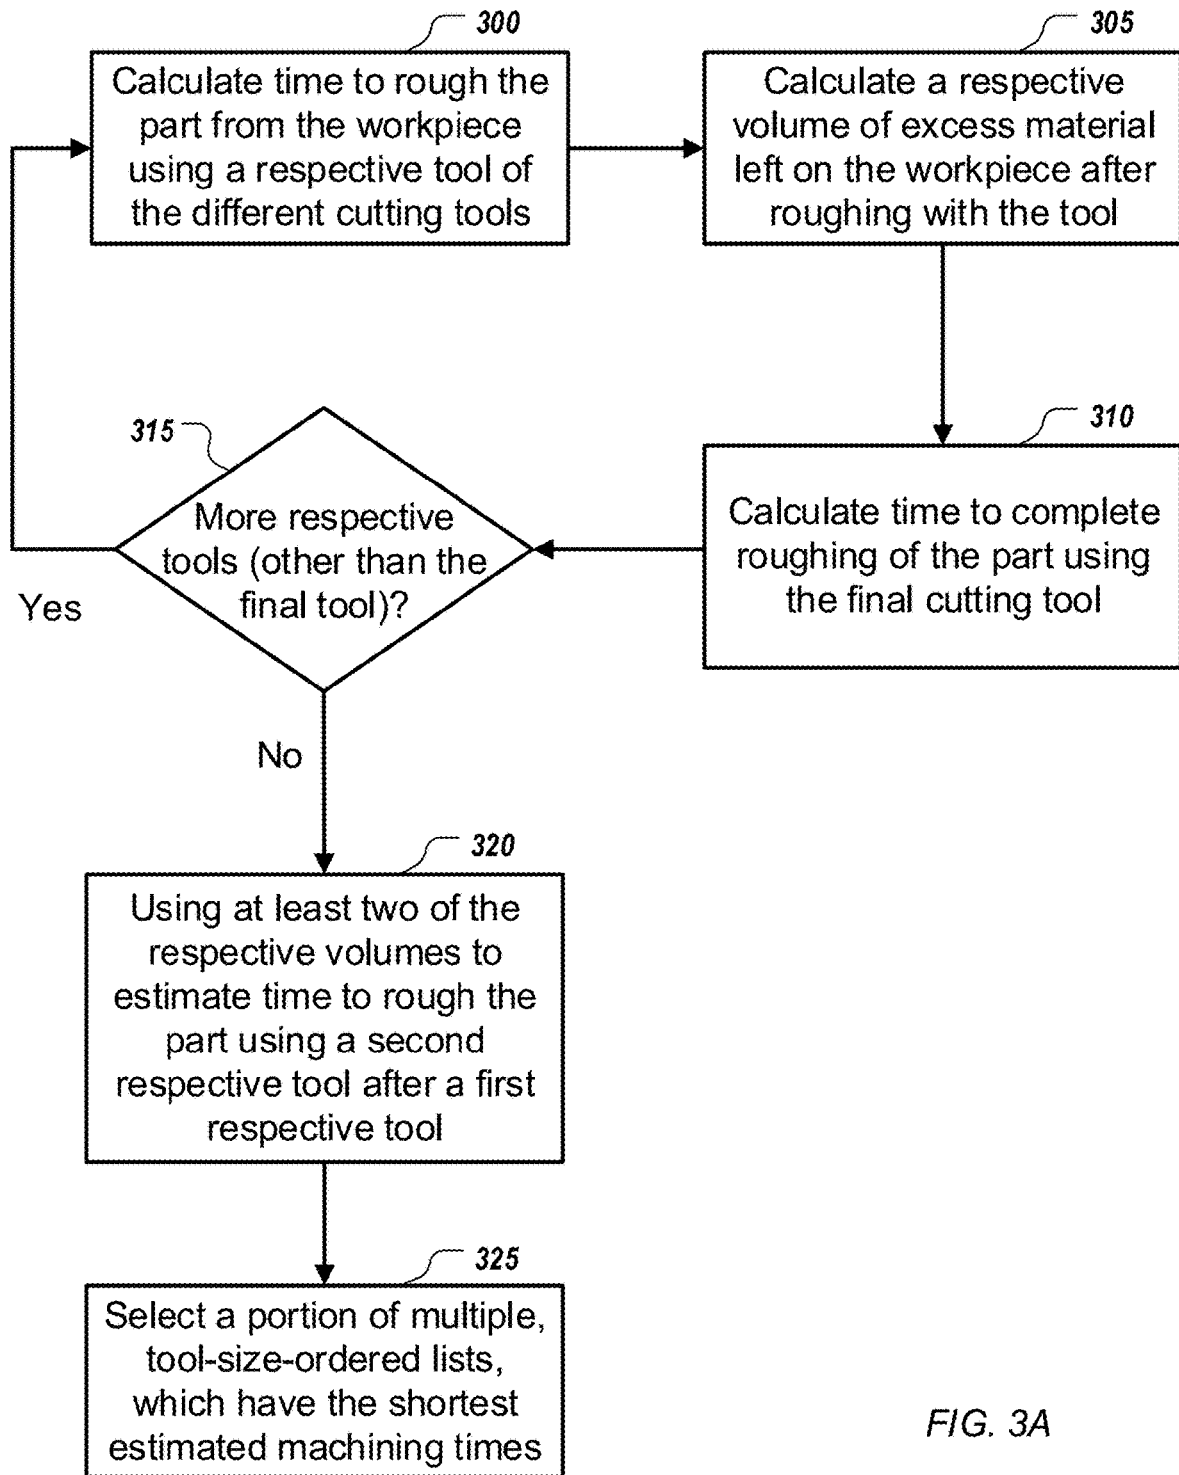 300
Calculate time to rough the
part from the workpiece
using a respective tool of
the different cutting tools
305
Calculate a respective
volume of excess material
left on the workpiece after
roughing with the tool
310
Calculate time to complete
roughing of the part using
the final cutting tool
315
More respective
tools (other than the
final tool)?
Yes
No
320
Using at least two of the
respective volumes to
estimate time to rough the
part using a second
respective tool after a first
respective tool
325
Select a portion of multiple,
tool-size-ordered lists,
which have the shortest
estimated machining times
FIG. 3A